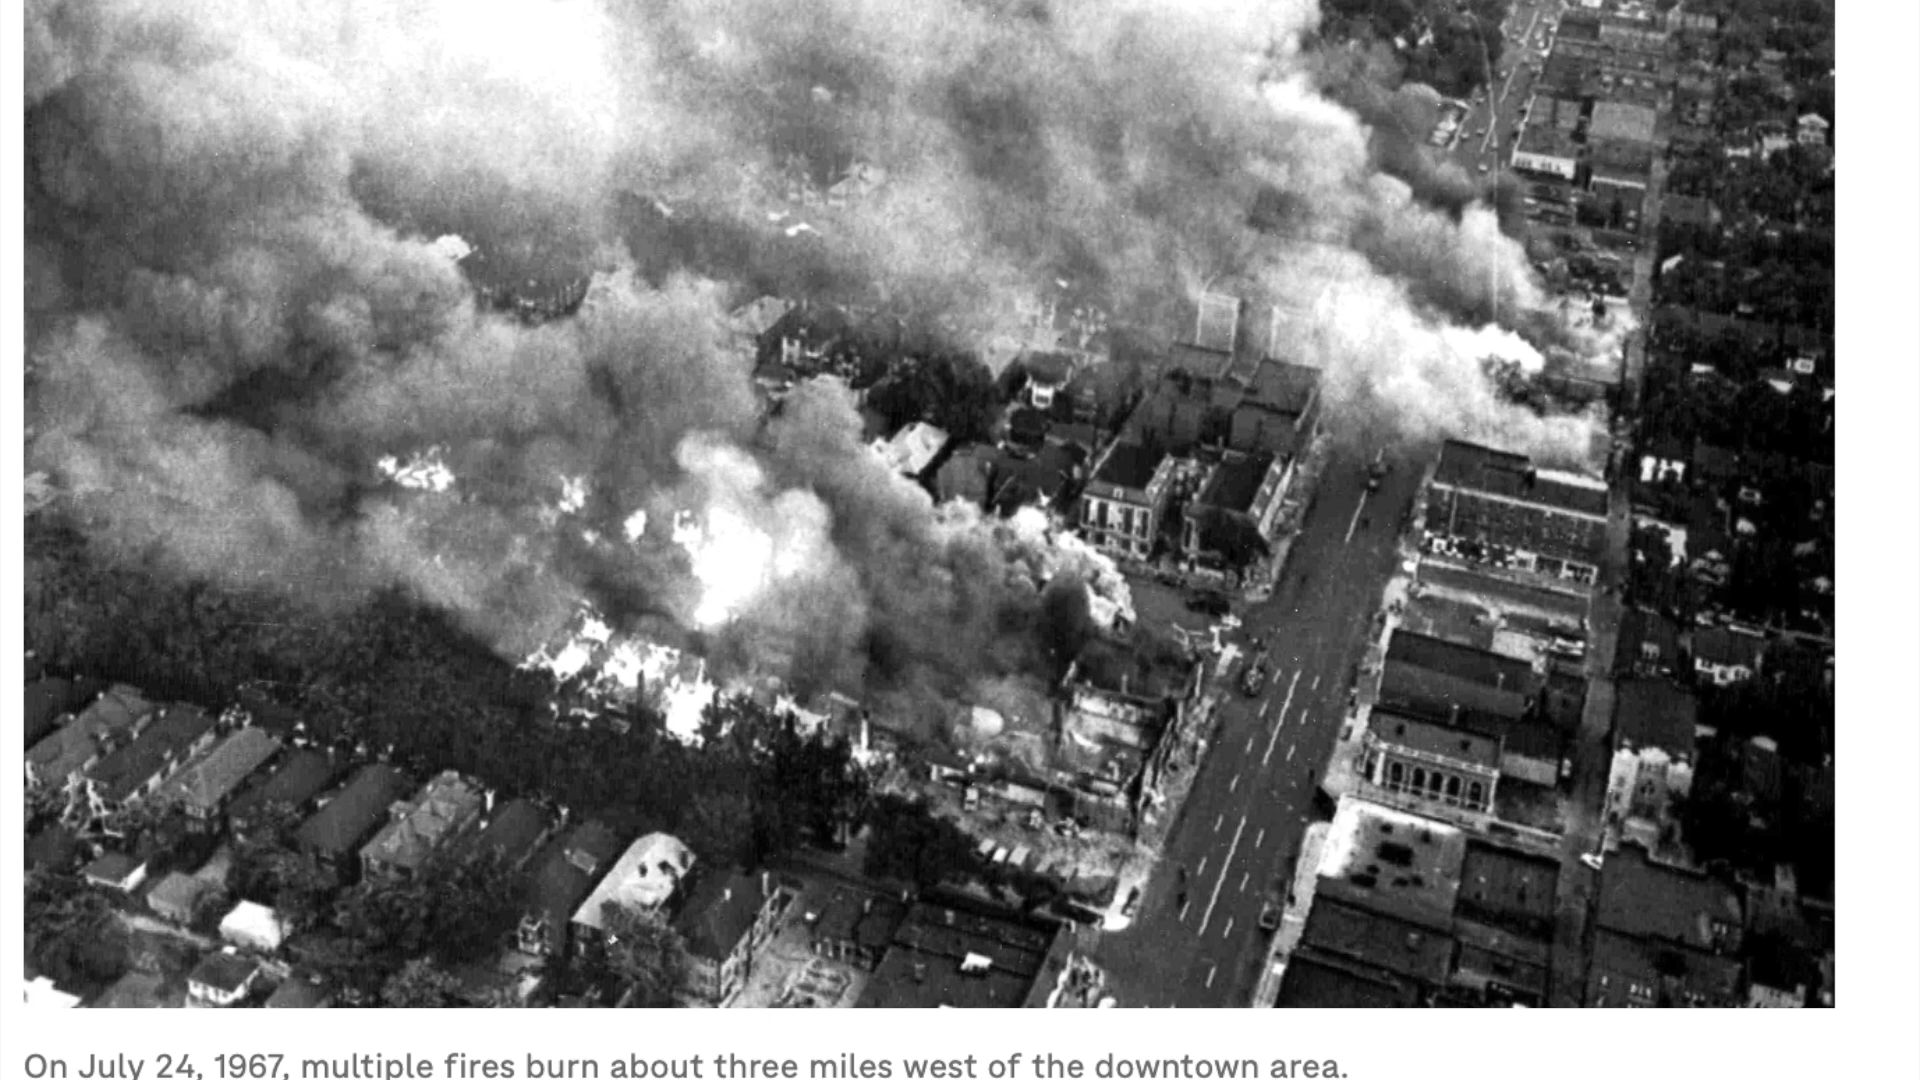 On July 24, 1967, multiple fires burn about three miles west of the downtown area.